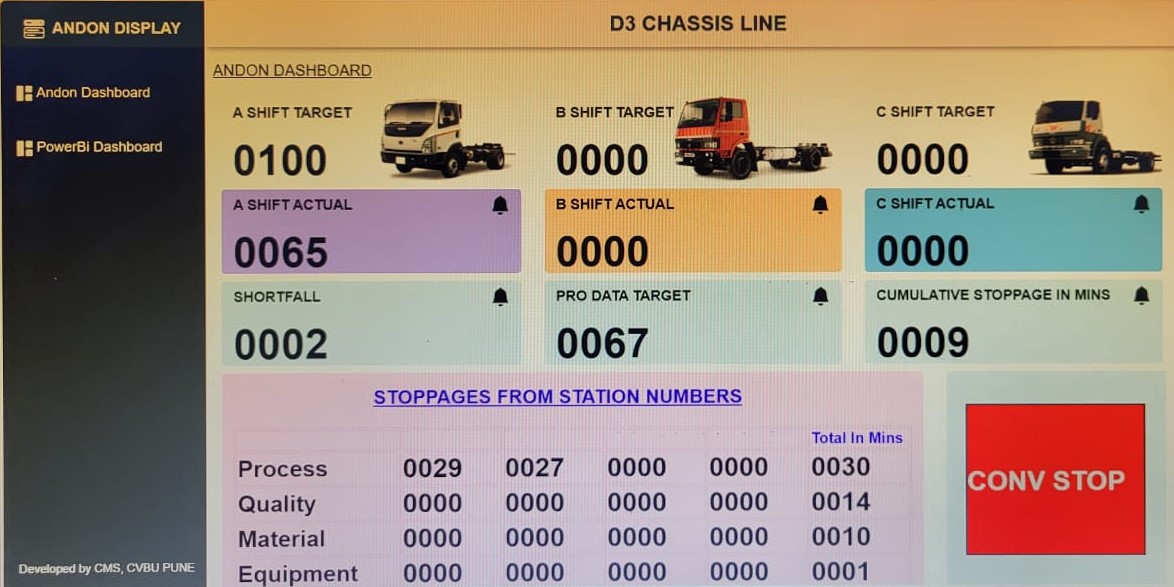 ANDON DISPLAY
D3 CHASSIS LINE
Andon Dashboard
PowerBi Dashboard
ANDON DASHBOARD
A SHIFT TARGET
0100
B SHIFT TARGET
0000
C SHIFT TARGET
0000
A SHIFT ACTUAL
0065
B SHIFT ACTUAL
0000
C SHIFT ACTUAL
0000
SHORTFALL
0002
PRO DATA TARGET
0067
CUMULATIVE STOPPAGE IN MINS
0009
STOPPAGES FROM STATION NUMBERS
Total In Mins
Process 0029 0027 0000 0000 0030
Quality 0000 0000 0000 0000 0014
Material 0000 0000 0000 0000 0010
Equipment 0000 0000 0000 0000 0001
CONV STOP
Developed by CMS, CVBU PUNE